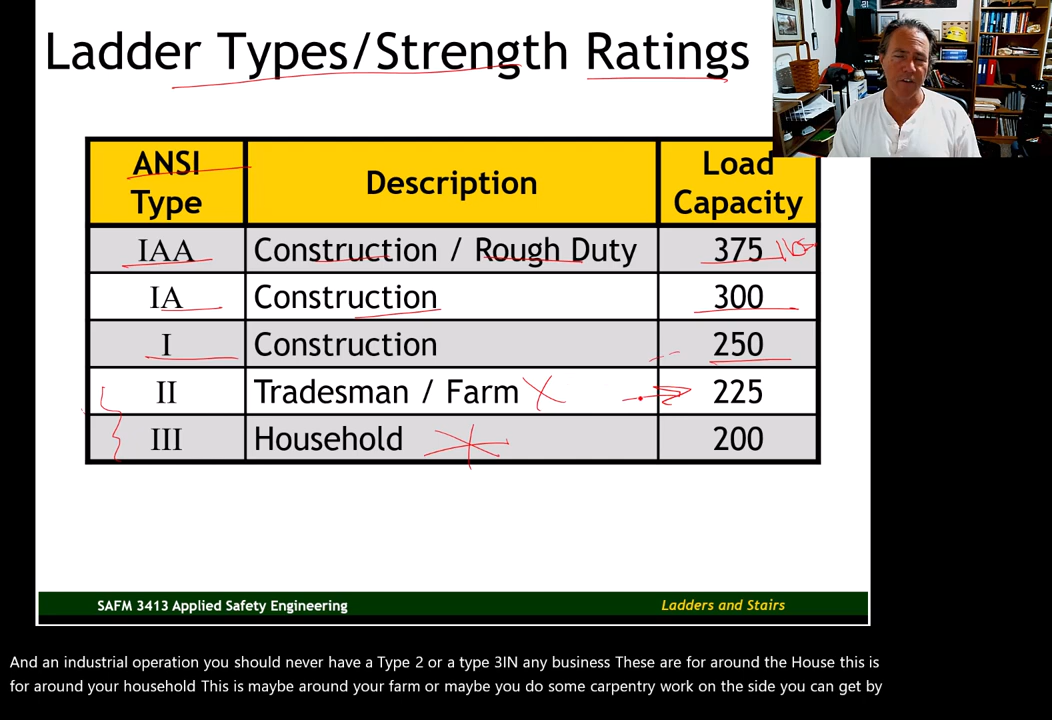 Ladder Types/Strength Ratings
ANSI Type
Description
Load Capacity
IAA Construction / Rough Duty 375 lbs
IA Construction 300
I Construction 250
II Tradesman / Farm 225
III Household 200
SAFM 3413 Applied Safety Engineering
Ladders and Stairs
And an industrial operation you should never have a Type 2 or a type 3IN any business These are for around the House this is
for around your household This is maybe around your farm or maybe you do some carpentry work on the side you can get by